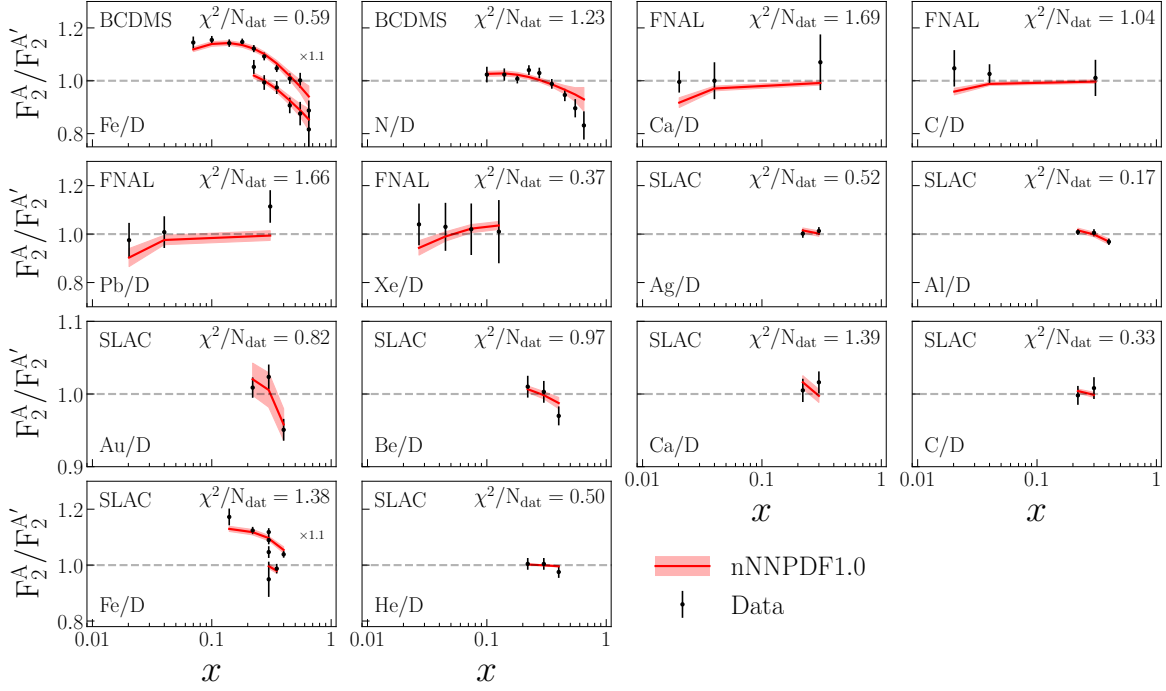 BCDMS χ²/N_dat = 0.59
×1.1
Fe/D
BCDMS χ²/N_dat = 1.23
N/D
FNAL χ²/N_dat = 1.69
Ca/D
FNAL χ²/N_dat = 1.04
C/D
F₂^A/F₂^A′
1.2
1.0
0.8
FNAL χ²/N_dat = 1.66
Pb/D
FNAL χ²/N_dat = 0.37
Xe/D
SLAC χ²/N_dat = 0.52
Ag/D
SLAC χ²/N_dat = 0.17
Al/D
F₂^A/F₂^A′
1.2
1.0
0.8
SLAC χ²/N_dat = 0.82
Au/D
SLAC χ²/N_dat = 0.97
Be/D
SLAC χ²/N_dat = 1.39
Ca/D
SLAC χ²/N_dat = 0.33
C/D
F₂^A/F₂^A′
1.1
1.0
0.9
0.01 0.1 1
x
0.01 0.1 1
x
SLAC χ²/N_dat = 1.38
×1.1
Fe/D
SLAC χ²/N_dat = 0.50
He/D
F₂^A/F₂^A′
1.2
1.0
0.8
0.01 0.1 1
x
0.01 0.1 1
x
nNNPDF1.0
Data